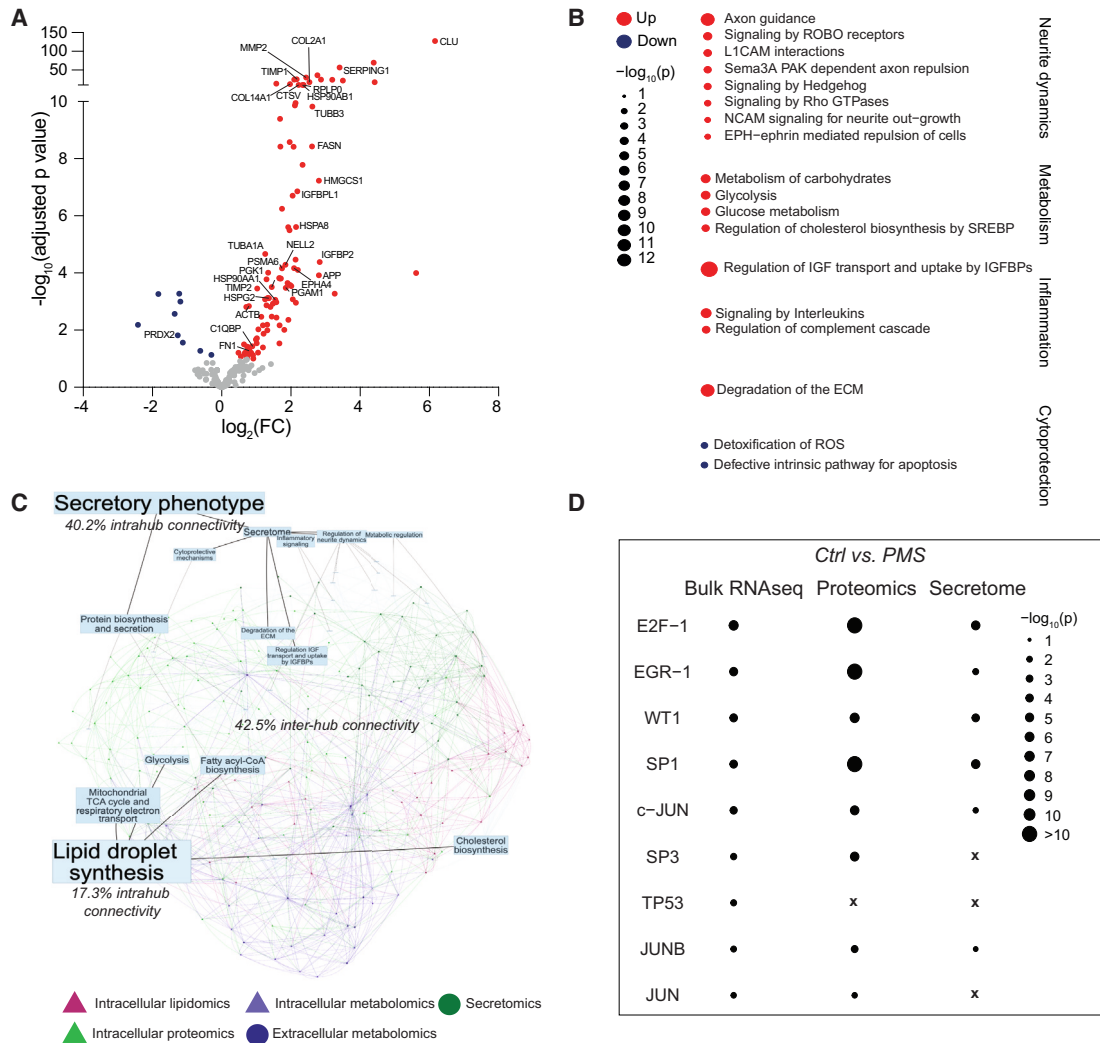 A
150
100
50
10
8
6
4
2
0
-log10(adjusted p value)
-4
-2
0
2
4
6
8
log2(FC)
CLU
COL2A1
MMP2
SERPING1
TIMP1
RPLP0
CTSV
HSP90AB1
COL14A1
TUBB3
FASN
HMGCS1
IGFBPL1
HSPA8
TUBA1A
NELL2
IGFBP2
PSMA6
PGK1
APP
HSP90AA1
EPHA4
TIMP2
PGAM1
HSPG2
ACTB
C1QBP
PRDX2
FN1
B
Up
Down
−log10(p)
1
2
3
4
5
6
7
8
9
10
11
12
Axon guidance
Signaling by ROBO receptors
L1CAM interactions
Sema3A PAK dependent axon repulsion
Signaling by Hedgehog
Signaling by Rho GTPases
NCAM signaling for neurite out−growth
EPH−ephrin mediated repulsion of cells
Neurite dynamics
Metabolism of carbohydrates
Glycolysis
Glucose metabolism
Regulation of cholesterol biosynthesis by SREBP
Metabolism
Regulation of IGF transport and uptake by IGFBPs
Signaling by Interleukins
Regulation of complement cascade
Inflammation
Degradation of the ECM
Detoxification of ROS
Defective intrinsic pathway for apoptosis
Cytoprotection
C
Secretory phenotype
40.2% intrahub connectivity
Secretome
Inflammatory
signaling
Regulation of
neurite dynamics
Metabolic regulation
Cytoprotective
mechanisms
Protein biosynthesis
and secretion
Degradation of the
ECM
Regulation IGF
transport and uptake
by IGFBPs
42.5% inter-hub connectivity
Glycolysis
Fatty acyl-CoA
biosynthesis
Mitochondrial
TCA cycle and
respiratory electron
transport
Lipid droplet
synthesis
17.3% intrahub
connectivity
Cholesterol
biosynthesis
Intracellular lipidomics
Intracellular metabolomics
Secretomics
Intracellular proteomics
Extracellular metabolomics
D
Ctrl vs. PMS
Bulk RNAseq Proteomics Secretome
E2F−1
EGR−1
WT1
SP1
c−JUN
SP3 x
TP53 x x
JUNB
JUN x
−log10(p)
1
2
3
4
5
6
7
8
9
10
>10